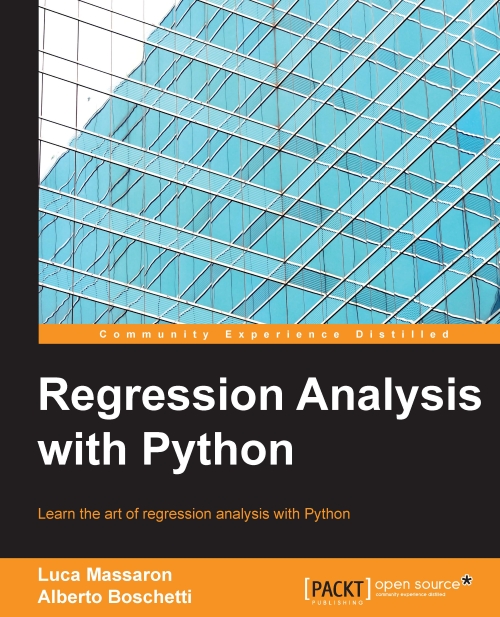 Community Experience Distilled
Regression Analysis
with Python
Learn the art of regression analysis with Python
Luca Massaron
Alberto Boschetti
[PACKT] open source*
PUBLISHING community experience distilled